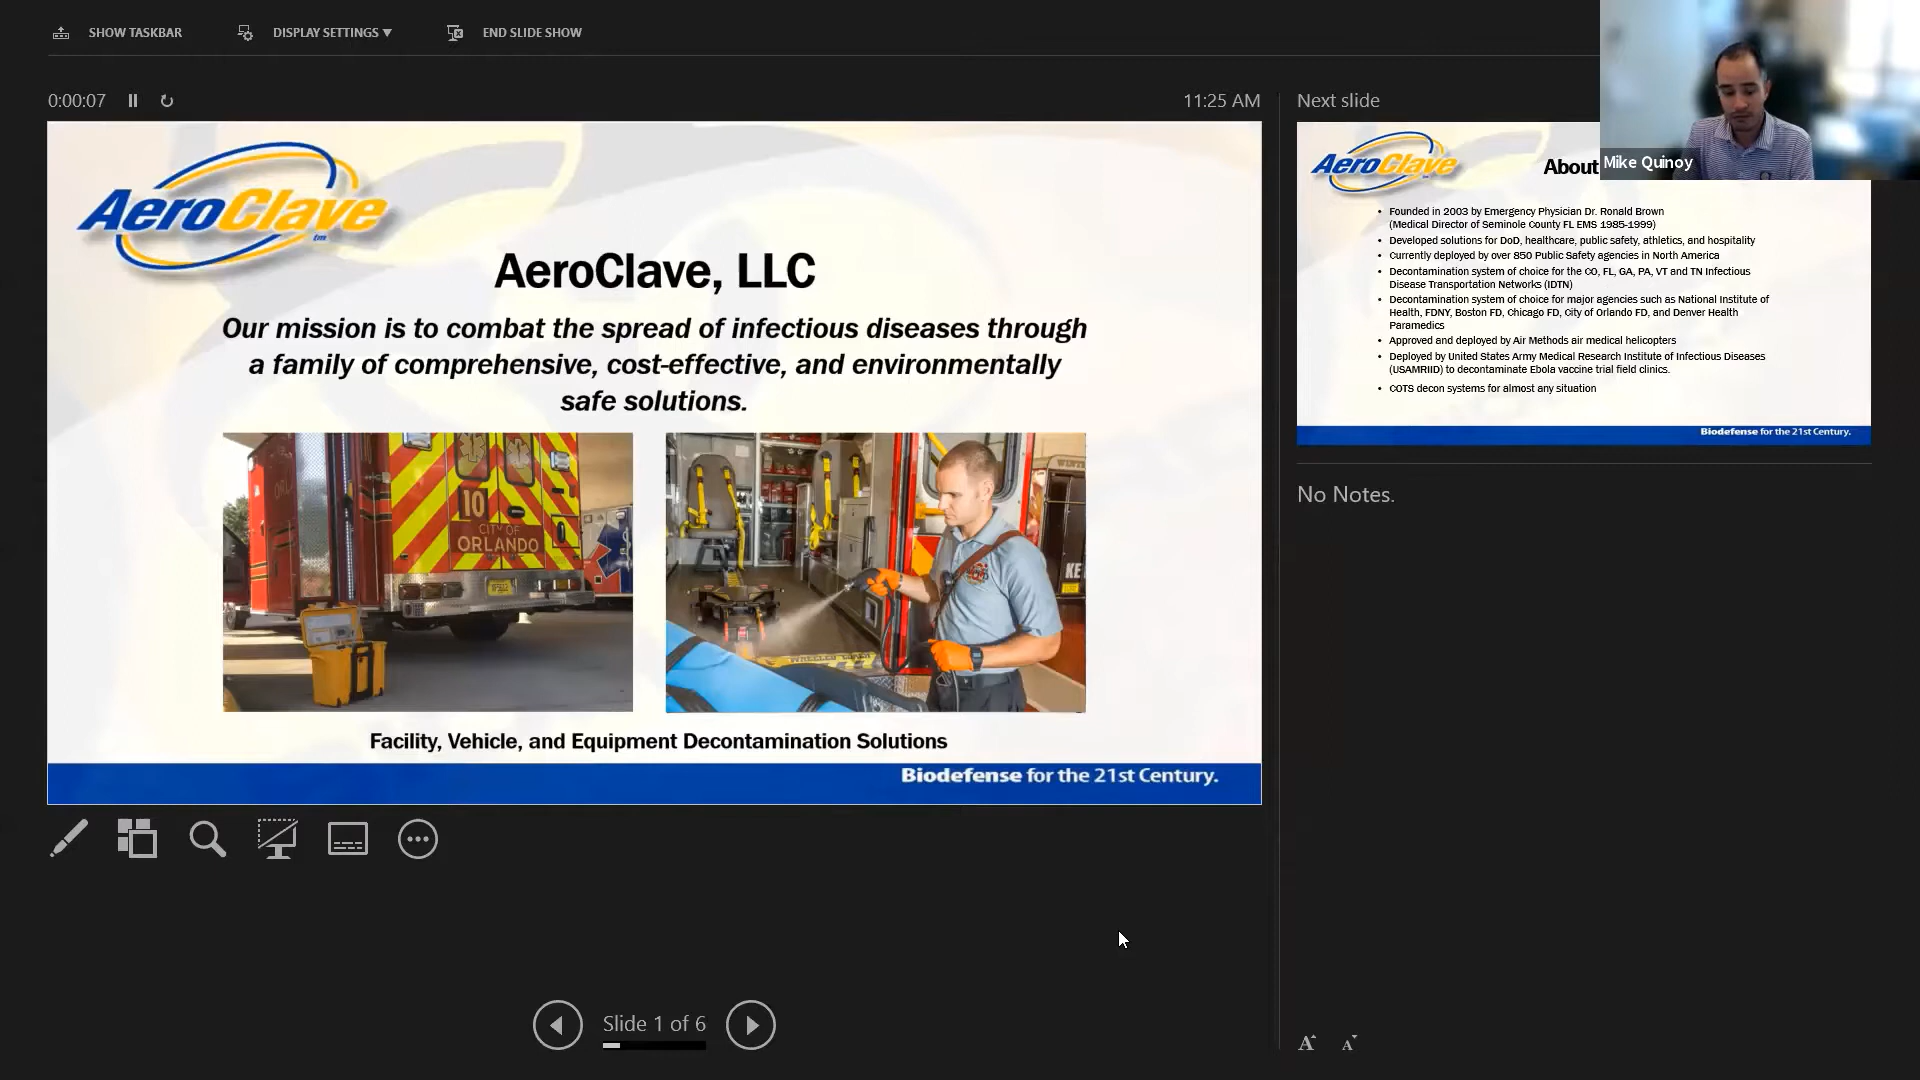 SHOW TASKBAR
DISPLAY SETTINGS ▼
END SLIDE SHOW
0:00:07
11:25 AM
AeroClave
tm
AeroClave, LLC
Our mission is to combat the spread of infectious diseases through
a family of comprehensive, cost-effective, and environmentally
safe solutions.
10
CITY OF
ORLANDO
KE
Facility, Vehicle, and Equipment Decontamination Solutions
Biodefense for the 21st Century.
Slide 1 of 6
Next slide
Mike Quinoy
AeroClave
About
• Founded in 2003 by Emergency Physician Dr. Ronald Brown
(Medical Director of Seminole County FL EMS 1985-1999)
• Developed solutions for DoD, healthcare, public safety, athletics, and hospitality
• Currently deployed by over 850 Public Safety agencies in North America
• Decontamination system of choice for the CO, FL, GA, PA, VT and TN Infectious
Disease Transportation Networks (IDTN)
• Decontamination system of choice for major agencies such as National Institute of
Health, FDNY, Boston FD, Chicago FD, City of Orlando FD, and Denver Health
Paramedics
• Approved and deployed by Air Methods air medical helicopters
• Deployed by United States Army Medical Research Institute of Infectious Diseases
(USAMRIID) to decontaminate Ebola vaccine trial field clinics.
• COTS decon systems for almost any situation
Biodefense for the 21st Century.
No Notes.
A A